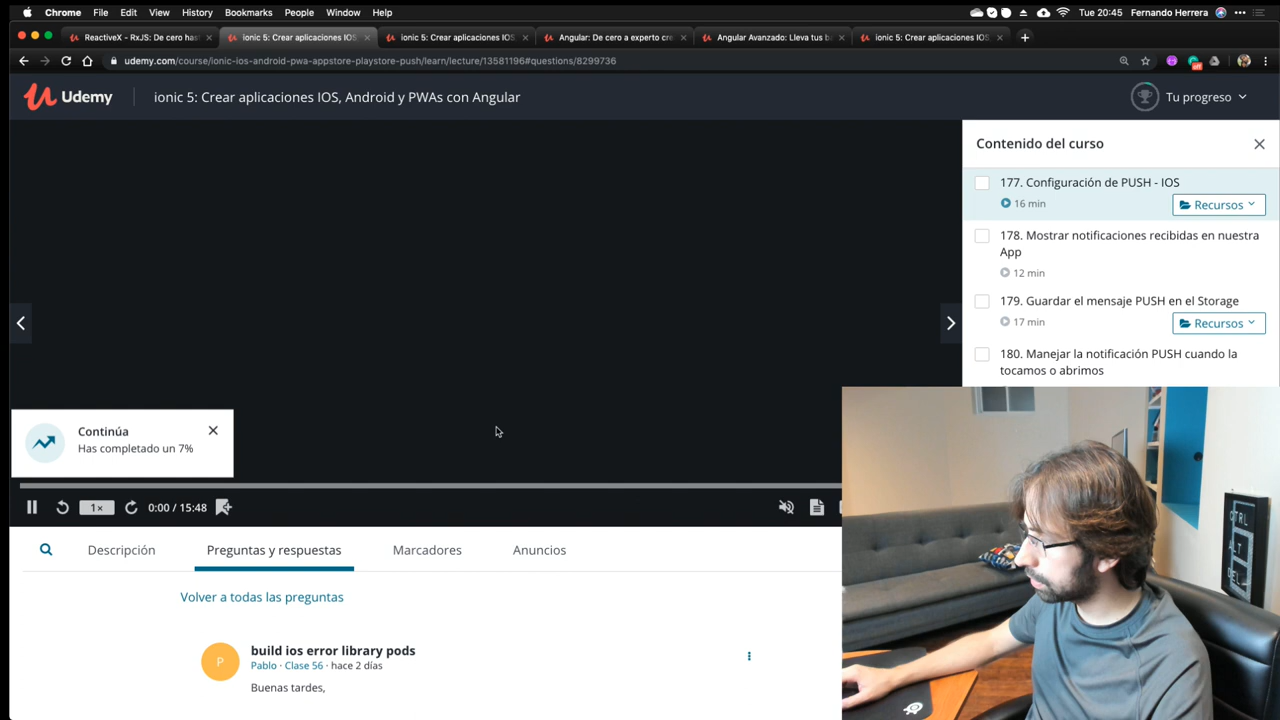 Chrome File Edit View History Bookmarks People Window Help
Tue 20:45 Fernando Herrera
ReactiveX - RxJS: De cero has
ionic 5: Crear aplicaciones IOS
ionic 5: Crear aplicaciones IOS,
Angular: De cero a experto cre
Angular Avanzado: Lleva tus b
ionic 5: Crear aplicaciones IOS,
udemy.com/course/ionic-ios-android-pwa-appstore-playstore-push/learn/lecture/13581196#questions/8299736
off
Udemy
ionic 5: Crear aplicaciones IOS, Android y PWAs con Angular
Tu progreso
Contenido del curso
177. Configuración de PUSH - IOS
16 min
Recursos
178. Mostrar notificaciones recibidas en nuestra
App
12 min
179. Guardar el mensaje PUSH en el Storage
17 min
Recursos
180. Manejar la notificación PUSH cuando la
tocamos o abrimos
Continúa
Has completado un 7%
1×
0:00 / 15:48
Descripción
Preguntas y respuestas
Marcadores
Anuncios
Volver a todas las preguntas
P
build ios error library pods
Pablo · Clase 56 · hace 2 días
Buenas tardes,
CTRL
ALT
DEL